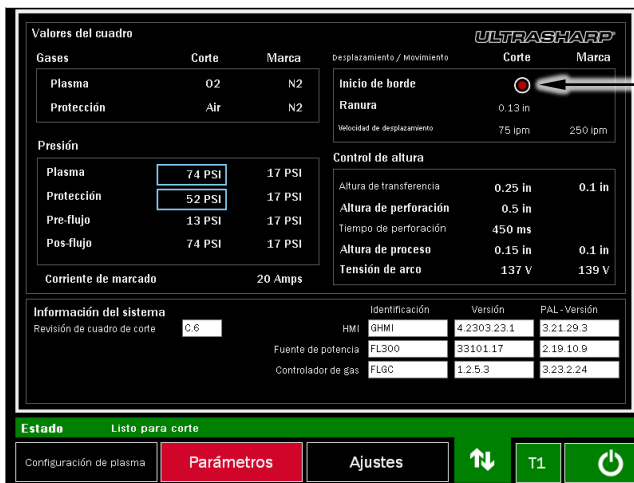 Valores del cuadro
ULTRASHARP
Gases Corte Marca
Plasma O2 N2
Protección Air N2
Presión
Plasma 74 PSI 17 PSI
Protección 52 PSI 17 PSI
Pre-flujo 13 PSI 17 PSI
Pos-flujo 74 PSI 17 PSI
Corriente de marcado 20 Amps
Desplazamiento / Movimiento Corte Marca
Inicio de borde
Ranura 0.13 in
Velocidad de desplazamiento 75 ipm 250 ipm
Control de altura
Altura de transferencia 0.25 in 0.1 in
Altura de perforación 0.5 in
Tiempo de perforación 450 ms
Altura de proceso 0.15 in 0.1 in
Tensión de arco 137 V 139 V
Información del sistema
Revisión de cuadro de corte C.6
Identificación Versión PAL-Versión
HMI GHMI 4.2303.23.1 3.21.29.3
Fuente de potencia FL300 33101.17 2.19.10.9
Controlador de gas FLGC 1.2.5.3 3.23.2.24
Estado Listo para corte
Configuración de plasma Parámetros Ajustes T1